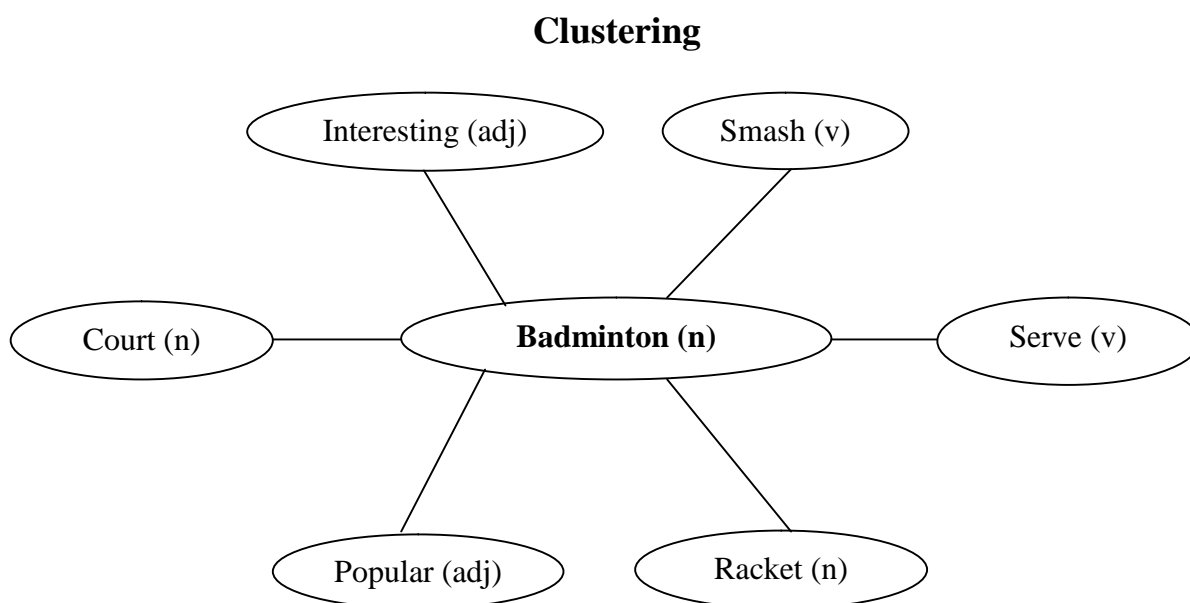 Clustering
Interesting (adj)
Smash (v)
Court (n)
Badminton (n)
Serve (v)
Popular (adj)
Racket (n)